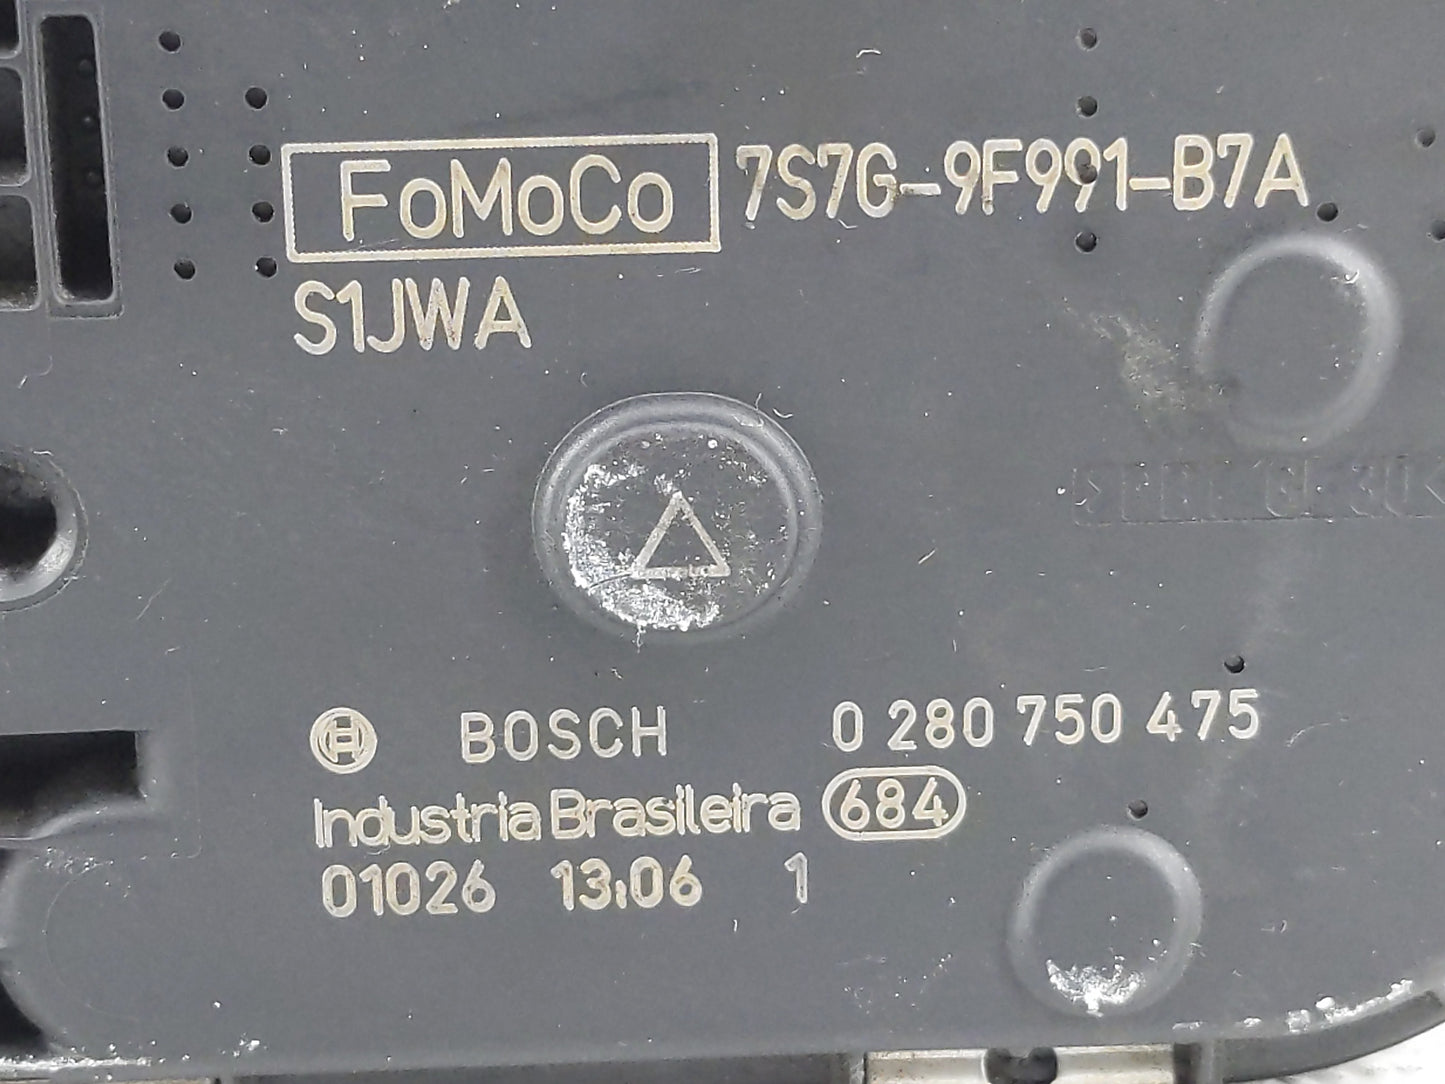 FoMoCo 7S7G-9F991-B7A
S1JWA
BOSCH 0 280 750 475
Industria Brasileira 684
01026 13:06 1